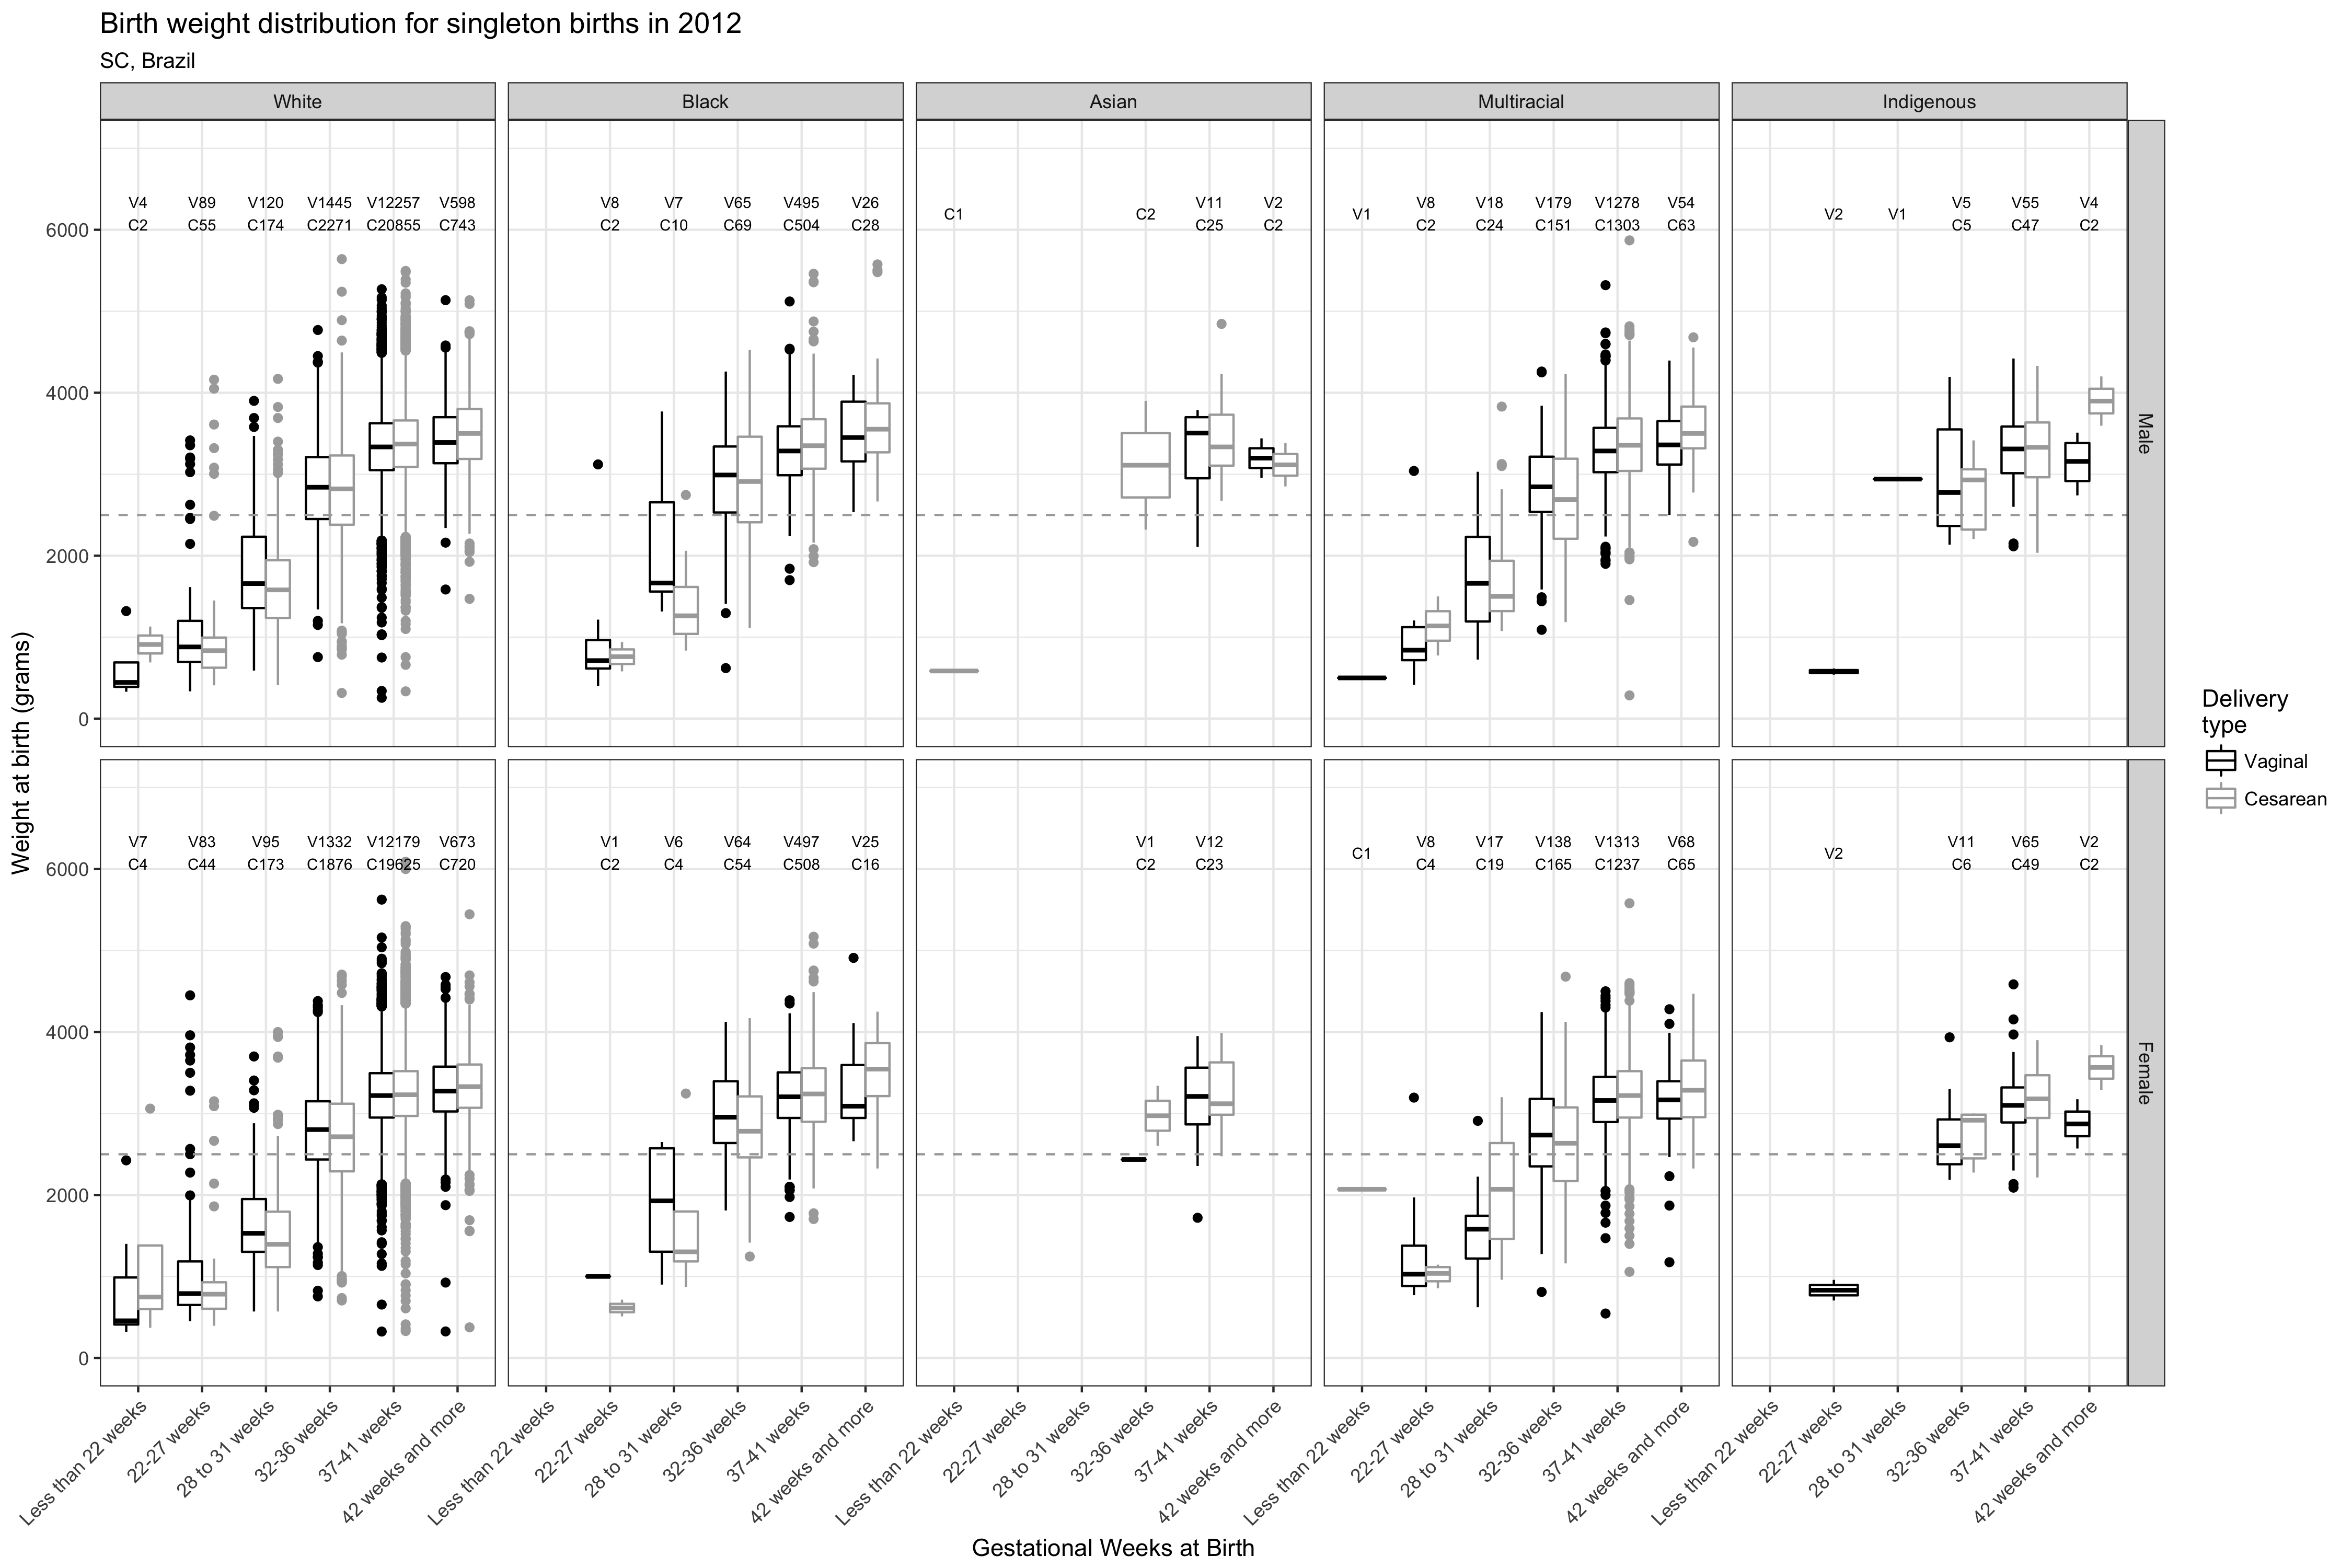 Birth weight distribution for singleton births in 2012
SC, Brazil
White Black Asian Multiracial Indigenous
V4 V89 V120 V1445 V12257 V598
C2 C55 C174 C2271 C20855 C743
V8 V7 V65 V495 V26
C2 C10 C69 C504 C28
C1 C2 V11 V2
C25 C2
V1 V8 V18 V179 V1278 V54
C2 C24 C151 C1303 C63
V2 V1 V5 V55 V4
C5 C47 C2
Male
6000
4000
2000
0
V7 V83 V95 V1332 V12179 V673
C4 C44 C173 C1876 C19625 C720
V1 V6 V64 V497 V25
C2 C4 C54 C508 C16
V1 V12
C2 C23
C1 V8 V17 V138 V1313 V68
C4 C19 C165 C1237 C65
V2 V11 V65 V2
C6 C49 C2
Female
6000
4000
2000
0
Weight at birth (grams)
Less than 22 weeks
22-27 weeks
28 to 31 weeks
32-36 weeks
37-41 weeks
42 weeks and more
Less than 22 weeks
22-27 weeks
28 to 31 weeks
32-36 weeks
37-41 weeks
42 weeks and more
Less than 22 weeks
22-27 weeks
28 to 31 weeks
32-36 weeks
37-41 weeks
42 weeks and more
Less than 22 weeks
22-27 weeks
28 to 31 weeks
32-36 weeks
37-41 weeks
42 weeks and more
Less than 22 weeks
22-27 weeks
28 to 31 weeks
32-36 weeks
37-41 weeks
42 weeks and more
Gestational Weeks at Birth
Delivery
type
Vaginal
Cesarean